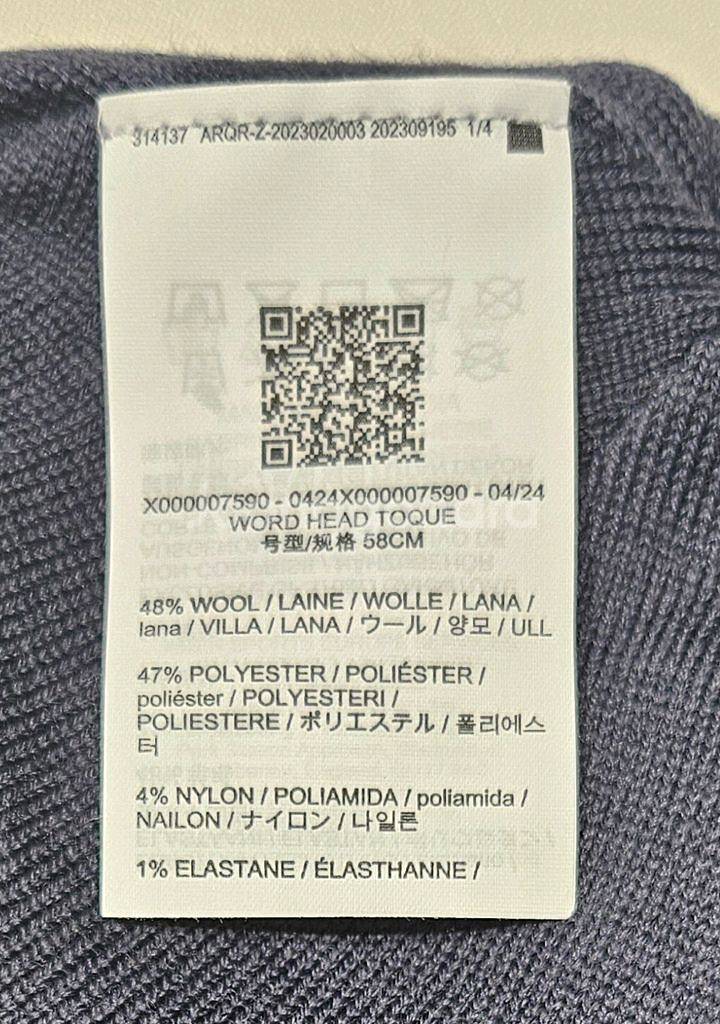 314137 ARQR-Z-2023020003 202309195 1/4
X000007590 - 0424X000007590 - 04/24
WORD HEAD TOQUE
号型/规格 58CM
48% WOOL / LAINE / WOLLE / LANA /
lana / VILLA / LANA / ウール / 양모 / ULL
47% POLYESTER / POLIÉSTER /
poliéster / POLYESTERI /
POLIESTERE / ポリエステル / 폴리에스
터
4% NYLON / POLIAMIDA / poliamida /
NAILON / ナイロン / 나일론
1% ELASTANE / ÉLASTHANNE /